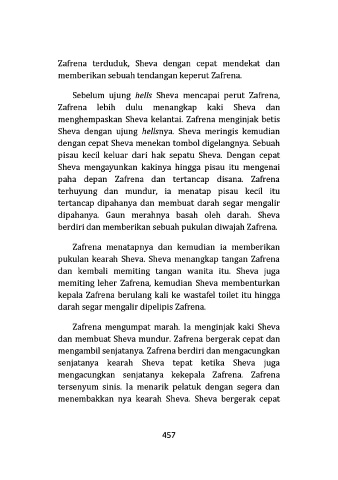 Zafrena terduduk, Sheva dengan cepat mendekat dan
memberikan sebuah tendangan keperut Zafrena.
Sebelum ujung hells Sheva mencapai perut Zafrena,
Zafrena lebih dulu menangkap kaki Sheva dan
menghempaskan Sheva kelantai. Zafrena menginjak betis
Sheva dengan ujung hellsnya. Sheva meringis kemudian
dengan cepat Sheva menekan tombol digelangnya. Sebuah
pisau kecil keluar dari hak sepatu Sheva. Dengan cepat
Sheva mengayunkan kakinya hingga pisau itu mengenai
paha depan Zafrena dan tertancap disana. Zafrena
terhuyung dan mundur, ia menatap pisau kecil itu
tertancap dipahanya dan membuat darah segar mengalir
dipahanya. Gaun merahnya basah oleh darah. Sheva
berdiri dan memberikan sebuah pukulan diwajah Zafrena.
Zafrena menatapnya dan kemudian ia memberikan
pukulan kearah Sheva. Sheva menangkap tangan Zafrena
dan kembali memiting tangan wanita itu. Sheva juga
memiting leher Zafrena, kemudian Sheva membenturkan
kepala Zafrena berulang kali ke wastafel toilet itu hingga
darah segar mengalir dipelipis Zafrena.
Zafrena mengumpat marah. Ia menginjak kaki Sheva
dan membuat Sheva mundur. Zafrena bergerak cepat dan
mengambil senjatanya. Zafrena berdiri dan mengacungkan
senjatanya kearah Sheva tepat ketika Sheva juga
mengacungkan senjatanya kekepala Zafrena. Zafrena
tersenyum sinis. Ia menarik pelatuk dengan segera dan
menembakkan nya kearah Sheva. Sheva bergerak cepat
457